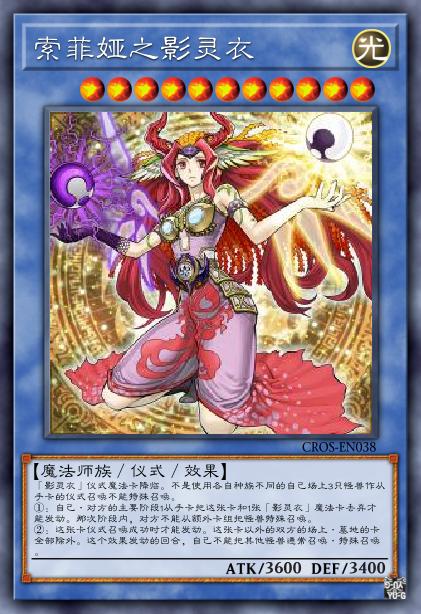 索菲娅之影灵衣
光
CROS-EN038
【魔法师族／仪式／效果】
「影灵衣」仪式魔法卡降临。不是使用各自种族不同的自己场上3只怪兽作从
手卡的仪式召唤不能特殊召唤。
①：自己·对方的主要阶段1从手卡把这张卡和1张「影灵衣」魔法卡丢弃才
能发动。那次阶段内，对方不能从额外卡组把怪兽特殊召唤。
②：这张卡仪式召唤成功时才能发动。这张卡以外的双方的场上·墓地的卡
全部除外。这个效果发动的回合，自己不能把其他怪兽通常召唤·特殊召唤
。
ATK/3600 DEF/3400